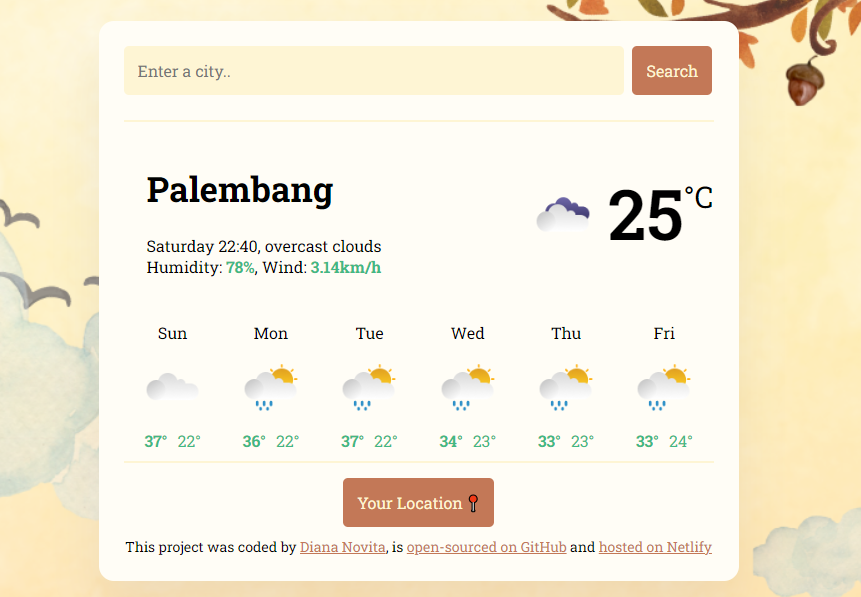 Enter a city..
Search
Palembang
25°C
Saturday 22:40, overcast clouds
Humidity: 78%, Wind: 3.14km/h
Sun Mon Tue Wed Thu Fri
37° 22° 36° 22° 37° 22° 34° 23° 33° 23° 33° 24°
Your Location
This project was coded by Diana Novita, is open-sourced on GitHub and hosted on Netlify